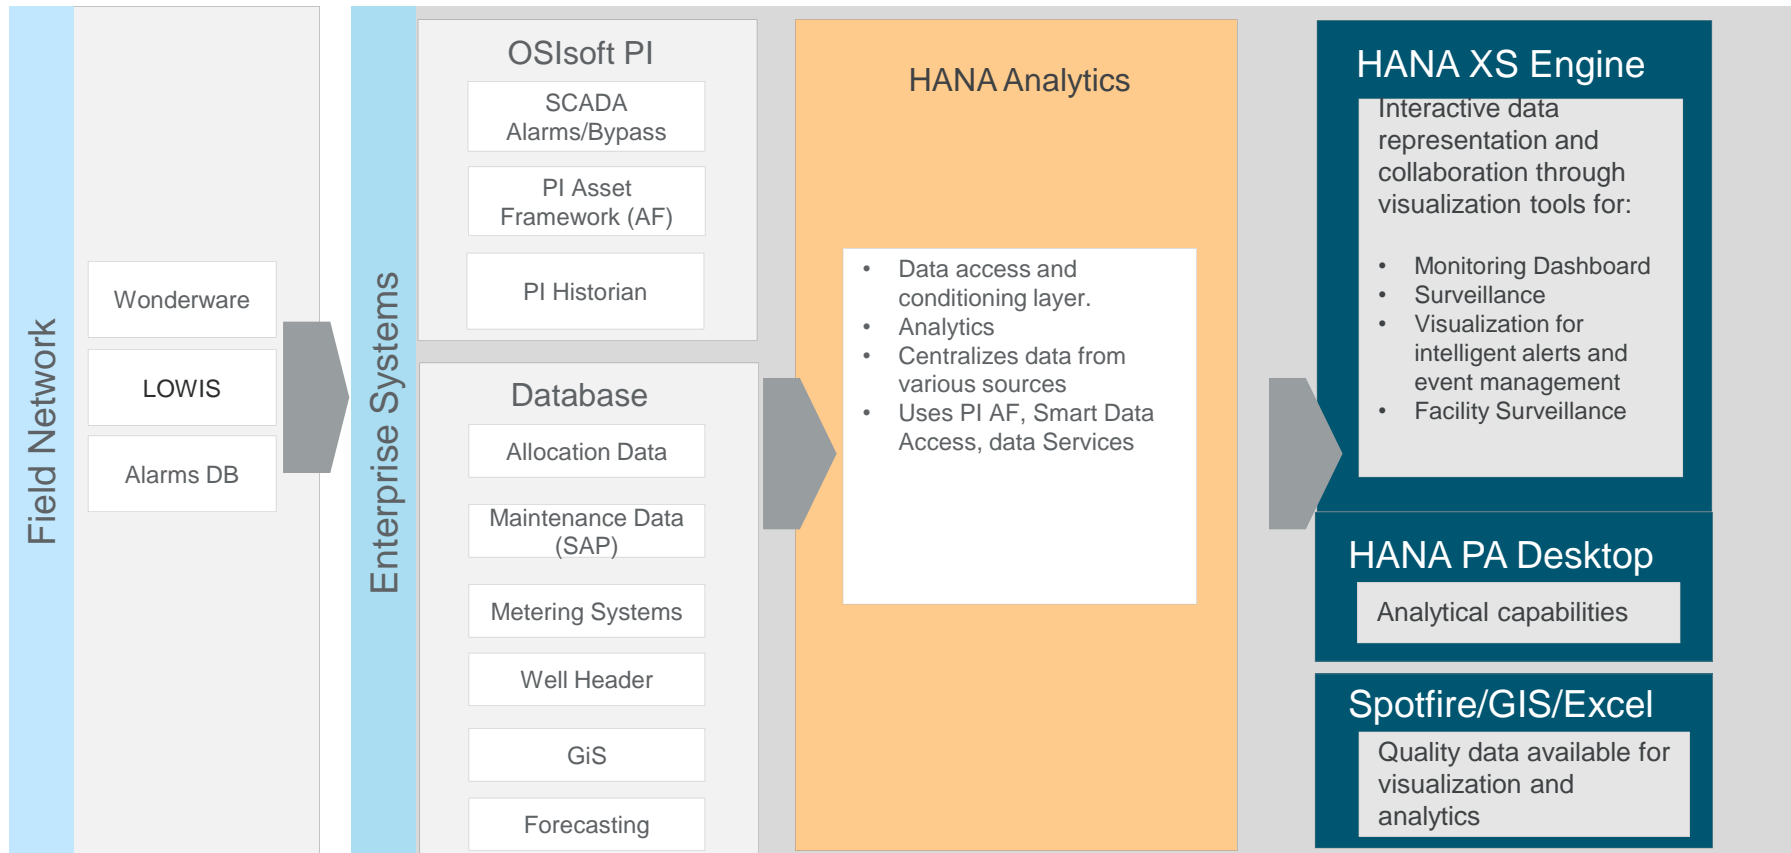 Field Network
Wonderware
LOWIS
Alarms DB
Enterprise Systems
OSIsoft PI
SCADA
Alarms/Bypass
PI Asset
Framework (AF)
PI Historian
Database
Allocation Data
Maintenance Data
(SAP)
Metering Systems
Well Header
GiS
Forecasting
HANA Analytics
• Data access and
conditioning layer.
• Analytics
• Centralizes data from
various sources
• Uses PI AF, Smart Data
Access, data Services
HANA XS Engine
Interactive data
representation and
collaboration through
visualization tools for:
• Monitoring Dashboard
• Surveillance
• Visualization for
intelligent alerts and
event management
• Facility Surveillance
HANA PA Desktop
Analytical capabilities
Spotfire/GIS/Excel
Quality data available for
visualization and
analytics